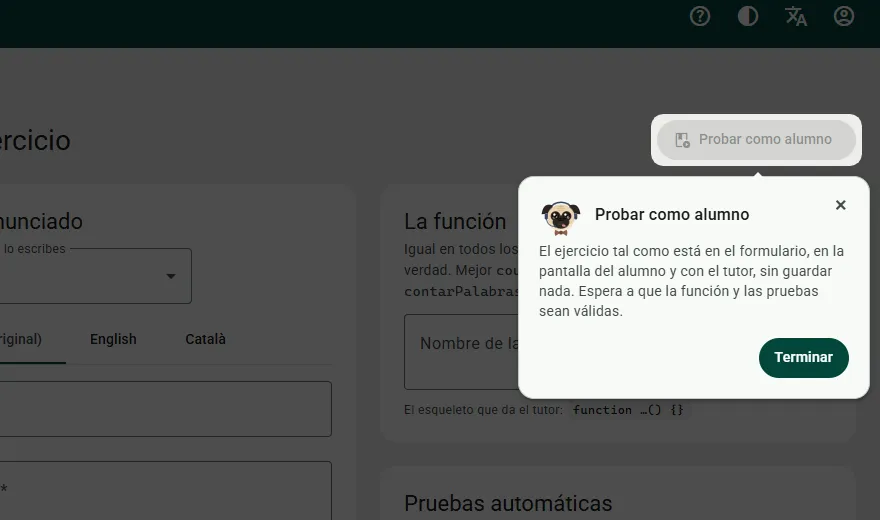 ercicio
Probar como alumno
nunciado
lo escribes
riginal)
English
Català
*
La función
Igual en todos los
verdad. Mejor cou
contarPalabras
Nombre de la
El esqueleto que da el tutor: function …() {}
Pruebas automáticas
Probar como alumno
El ejercicio tal como está en el formulario, en la
pantalla del alumno y con el tutor, sin guardar
nada. Espera a que la función y las pruebas
sean válidas.
Terminar